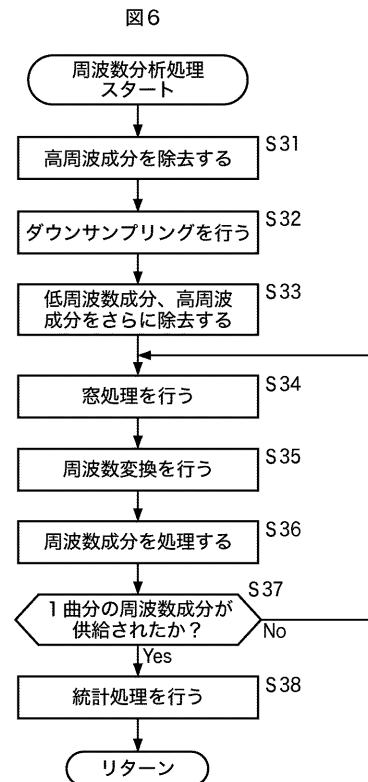 図6
周波数分析処理
スタート
高周波成分を除去する
S31
ダウンサンプリングを行う
S32
低周波数成分、高周波
成分をさらに除去する
S33
窓処理を行う
S34
周波数変換を行う
S35
周波数成分を処理する
S36
1曲分の周波数成分が
供給されたか?
S37
No
Yes
統計処理を行う
S38
リターン